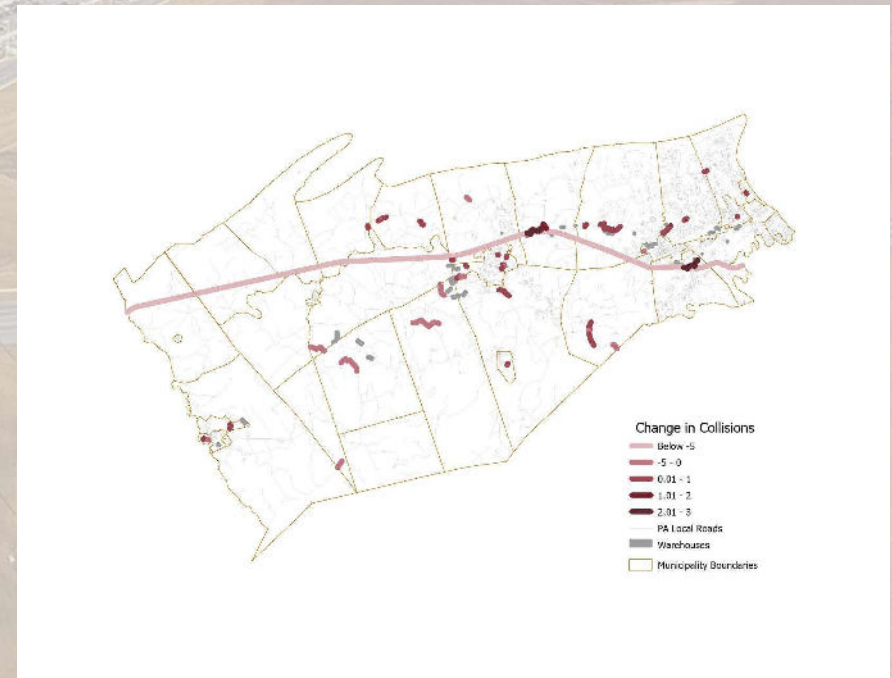 Change in Collisions
Below -5
-5 - 0
0.01 - 1
1.01 - 2
2.01 - 3
PA Local Roads
Warehouses
Municipality Boundaries